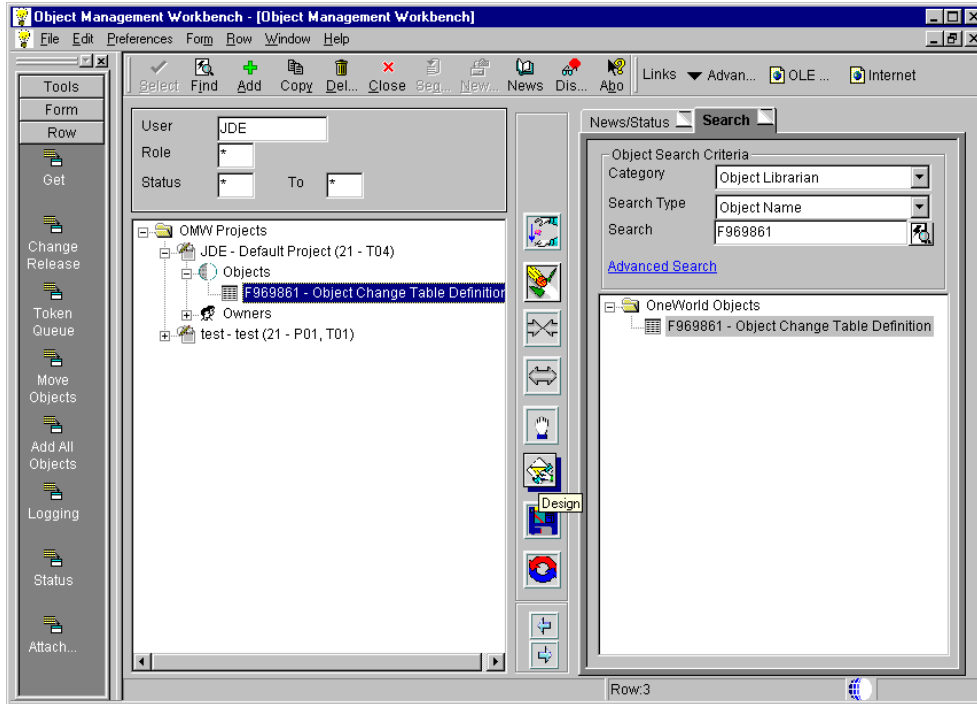 Object Management Workbench - [Object Management Workbench]
File Edit Preferences Form Row Window Help
Tools
Form
Row
Get
Change
Release
Token
Queue
Move
Objects
Add All
Objects
Logging
Status
Attach...
Select Find Add Copy Del... Close Seq... New... News Dis... Abo Links Advan... OLE ... Internet
User JDE
Role *
Status * To *
OMW Projects
JDE - Default Project (21 - T04)
Objects
F969861 - Object Change Table Definition
Owners
test - test (21 - P01, T01)
Design
News/Status Search
Object Search Criteria
Category Object Librarian
Search Type Object Name
Search F969861
Advanced Search
OneWorld Objects
F969861 - Object Change Table Definition
Row:3